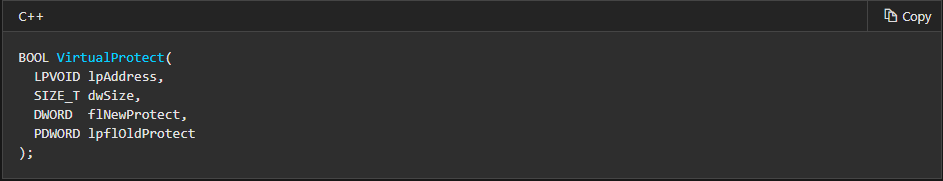 C++
Copy
BOOL VirtualProtect(
  LPVOID lpAddress,
  SIZE_T dwSize,
  DWORD  flNewProtect,
  PDWORD lpflOldProtect
);